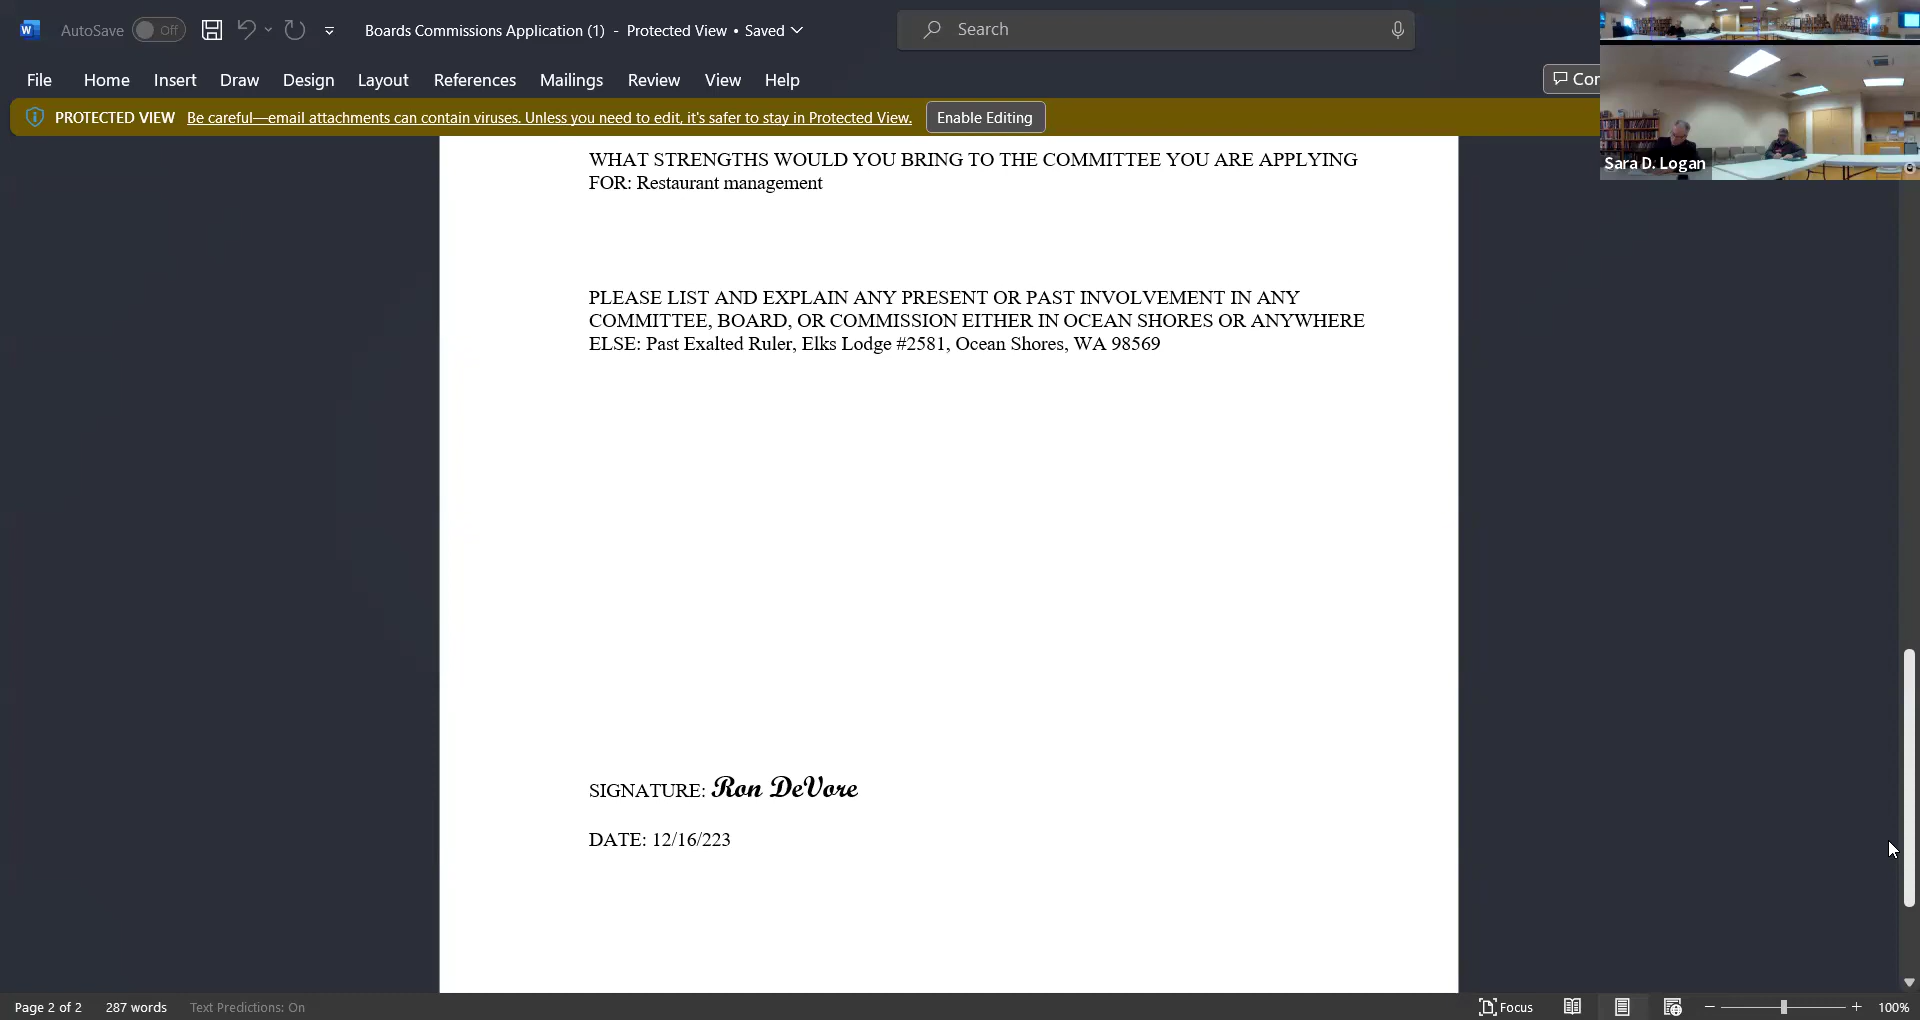 AutoSave Off Boards Commissions Application (1) - Protected View • Saved Search
File Home Insert Draw Design Layout References Mailings Review View Help
PROTECTED VIEW Be careful—email attachments can contain viruses. Unless you need to edit, it's safer to stay in Protected View. Enable Editing
Sara D. Logan
WHAT STRENGTHS WOULD YOU BRING TO THE COMMITTEE YOU ARE APPLYING
FOR: Restaurant management
PLEASE LIST AND EXPLAIN ANY PRESENT OR PAST INVOLVEMENT IN ANY
COMMITTEE, BOARD, OR COMMISSION EITHER IN OCEAN SHORES OR ANYWHERE
ELSE: Past Exalted Ruler, Elks Lodge #2581, Ocean Shores, WA 98569
SIGNATURE: Ron DeVore
DATE: 12/16/223
Page 2 of 2 287 words Text Predictions: On Focus 100%